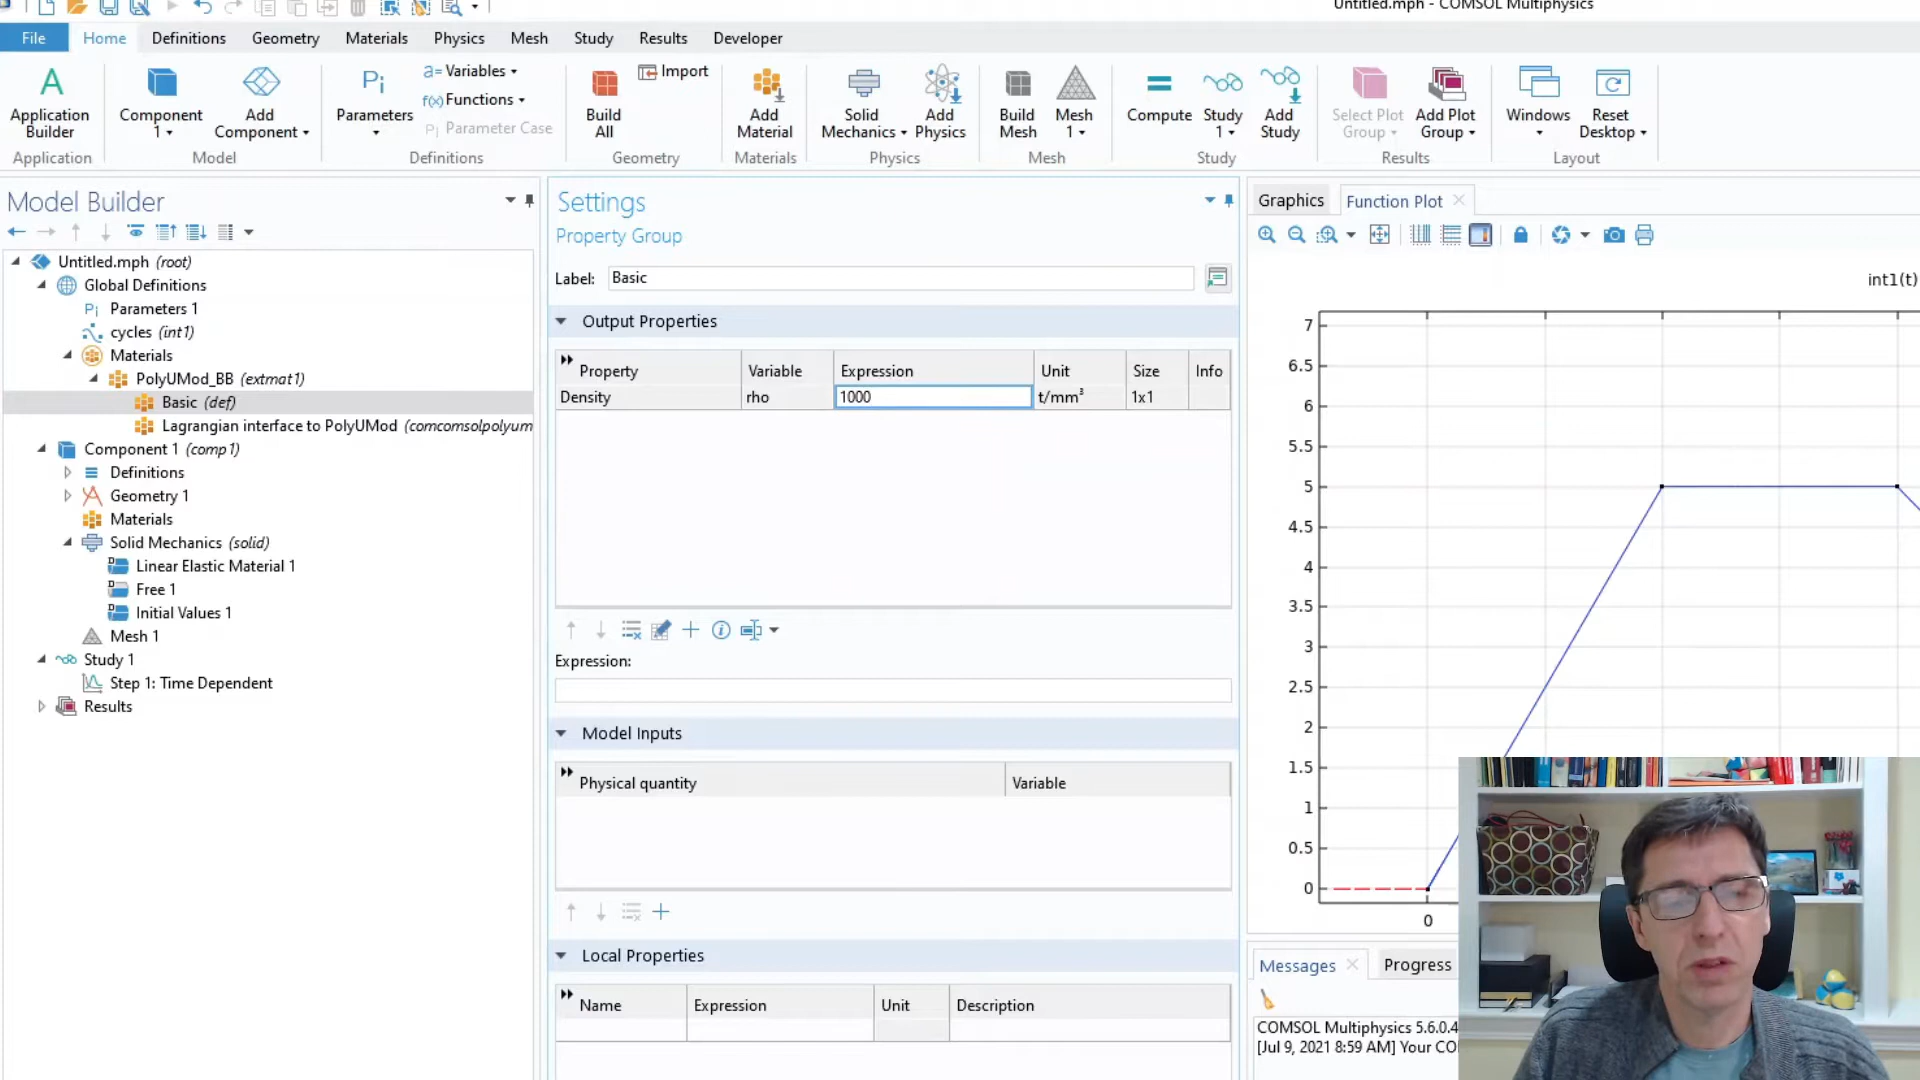 Untitled.mph - COMSOL Multiphysics
File Home Definitions Geometry Materials Physics Mesh Study Results Developer
Application Builder
Application
Component 1
Add Component
Model
Parameters
a= Variables
f(x) Functions
Pi Parameter Case
Definitions
Import
Build All
Geometry
Add Material
Materials
Solid Mechanics
Add Physics
Physics
Build Mesh
Mesh 1
Mesh
Compute
Study 1
Add Study
Study
Select Plot Group
Add Plot Group
Results
Windows
Reset Desktop
Layout
Model Builder
Untitled.mph (root)
Global Definitions
Parameters 1
cycles (int1)
Materials
PolyUMod_BB (extmat1)
Basic (def)
Lagrangian interface to PolyUMod (comcomsolpolyum
Component 1 (comp1)
Definitions
Geometry 1
Materials
Solid Mechanics (solid)
Linear Elastic Material 1
Free 1
Initial Values 1
Mesh 1
Study 1
Step 1: Time Dependent
Results
Settings
Property Group
Label: Basic
Output Properties
Property Variable Expression Unit Size Info
Density rho 1000 t/mm³ 1x1
Expression:
Model Inputs
Physical quantity Variable
Local Properties
Name Expression Unit Description
Graphics Function Plot
int1(t)
7
6.5
6
5.5
5
4.5
4
3.5
3
2.5
2
1.5
1
0.5
0
0
Messages Progress
COMSOL Multiphysics 5.6.0.4
[Jul 9, 2021 8:59 AM] Your CO